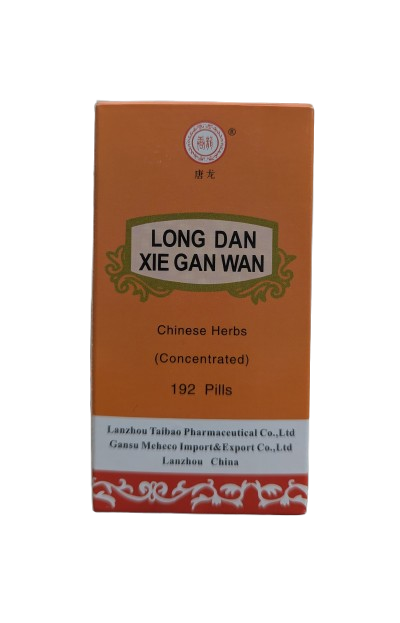 ®
唐龙
LONG DAN
XIE GAN WAN
Chinese Herbs
(Concentrated)
192 Pills
Lanzhou Taibao Pharmaceutical Co.,Ltd
Gansu Meheco Import&Export Co.,Ltd
Lanzhou China